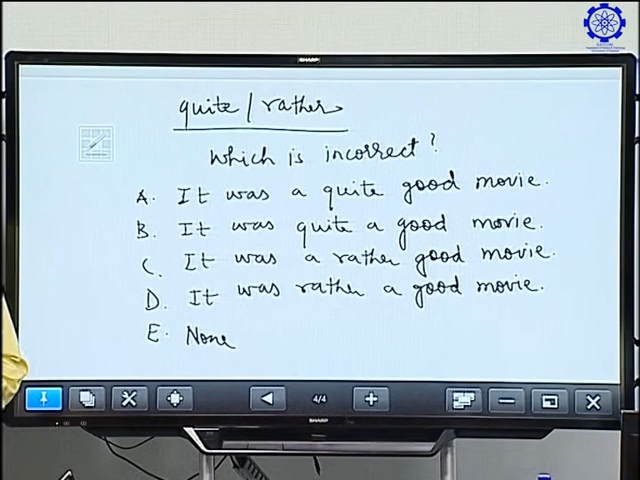 SHARP
quite / rather
Which is incorrect?
A. It was a quite good movie.
B. It was quite a good movie.
C. It was a rather good movie.
D. It was rather a good movie.
E. None
4/4
SHARP